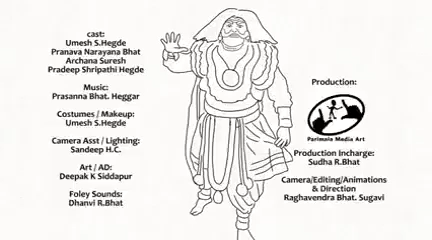 cast:
Umesh S.Hegde
Pranava Narayana Bhat
Archana Suresh
Pradeep Shripathi Hegde
Music:
Prasanna Bhat. Heggar
Costumes / Makeup:
Umesh S.Hegde
Camera Asst / Lighting:
Sandeep H.C.
Art / AD:
Deepak K Siddapur
Foley Sounds:
Dhanvi R.Bhat
Production:
Parimala Media Art
Production Incharge:
Sudha R.Bhat
Camera/Editing/Animations
& Direction
Raghavendra Bhat. Sugavi